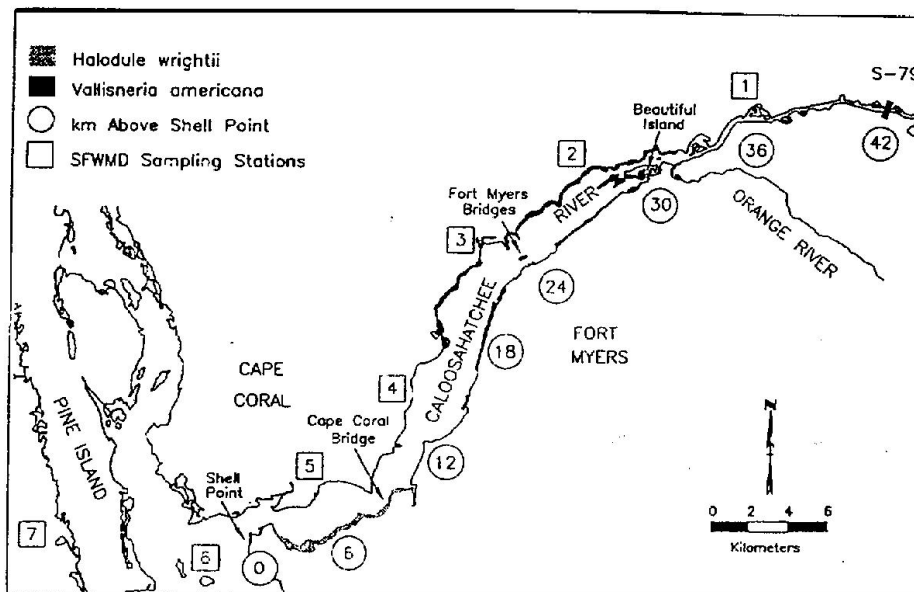 Halodule wrightii
Vallisneria americana
km Above Shell Point
SFWMD Sampling Stations
S-79
1
Beautiful
Island
2
36
42
Fort Myers
Bridges
RIVER
30
ORANGE RIVER
3
24
CALOOSAHATCHEE
FORT
MYERS
18
CAPE
CORAL
4
PINE ISLAND
Cape Coral
Bridge
12
N
Shell
Point
5
7
6
0
6
0 2 4 6
Kilometers